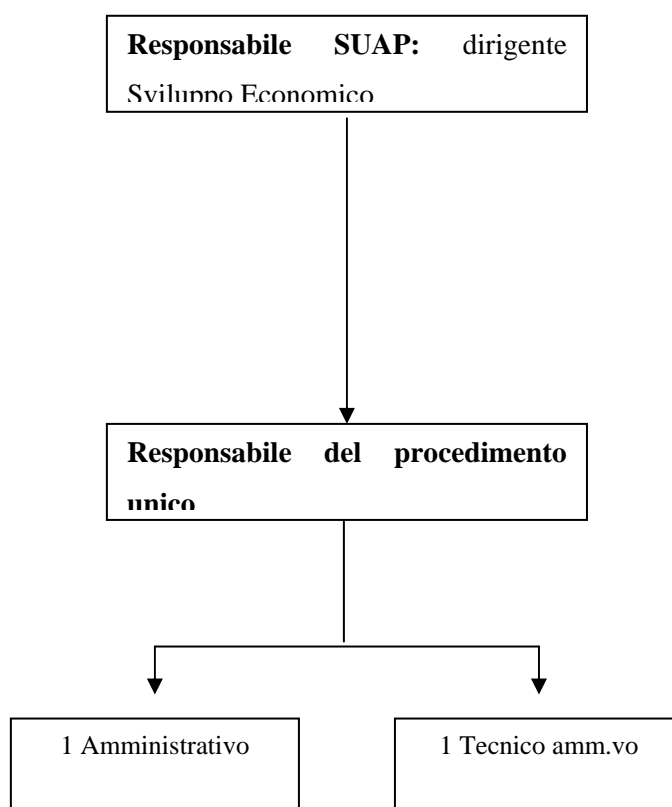 Responsabile SUAP: dirigente
Sviluppo Economico
Responsabile del procedimento
unico
1 Amministrativo
1 Tecnico amm.vo